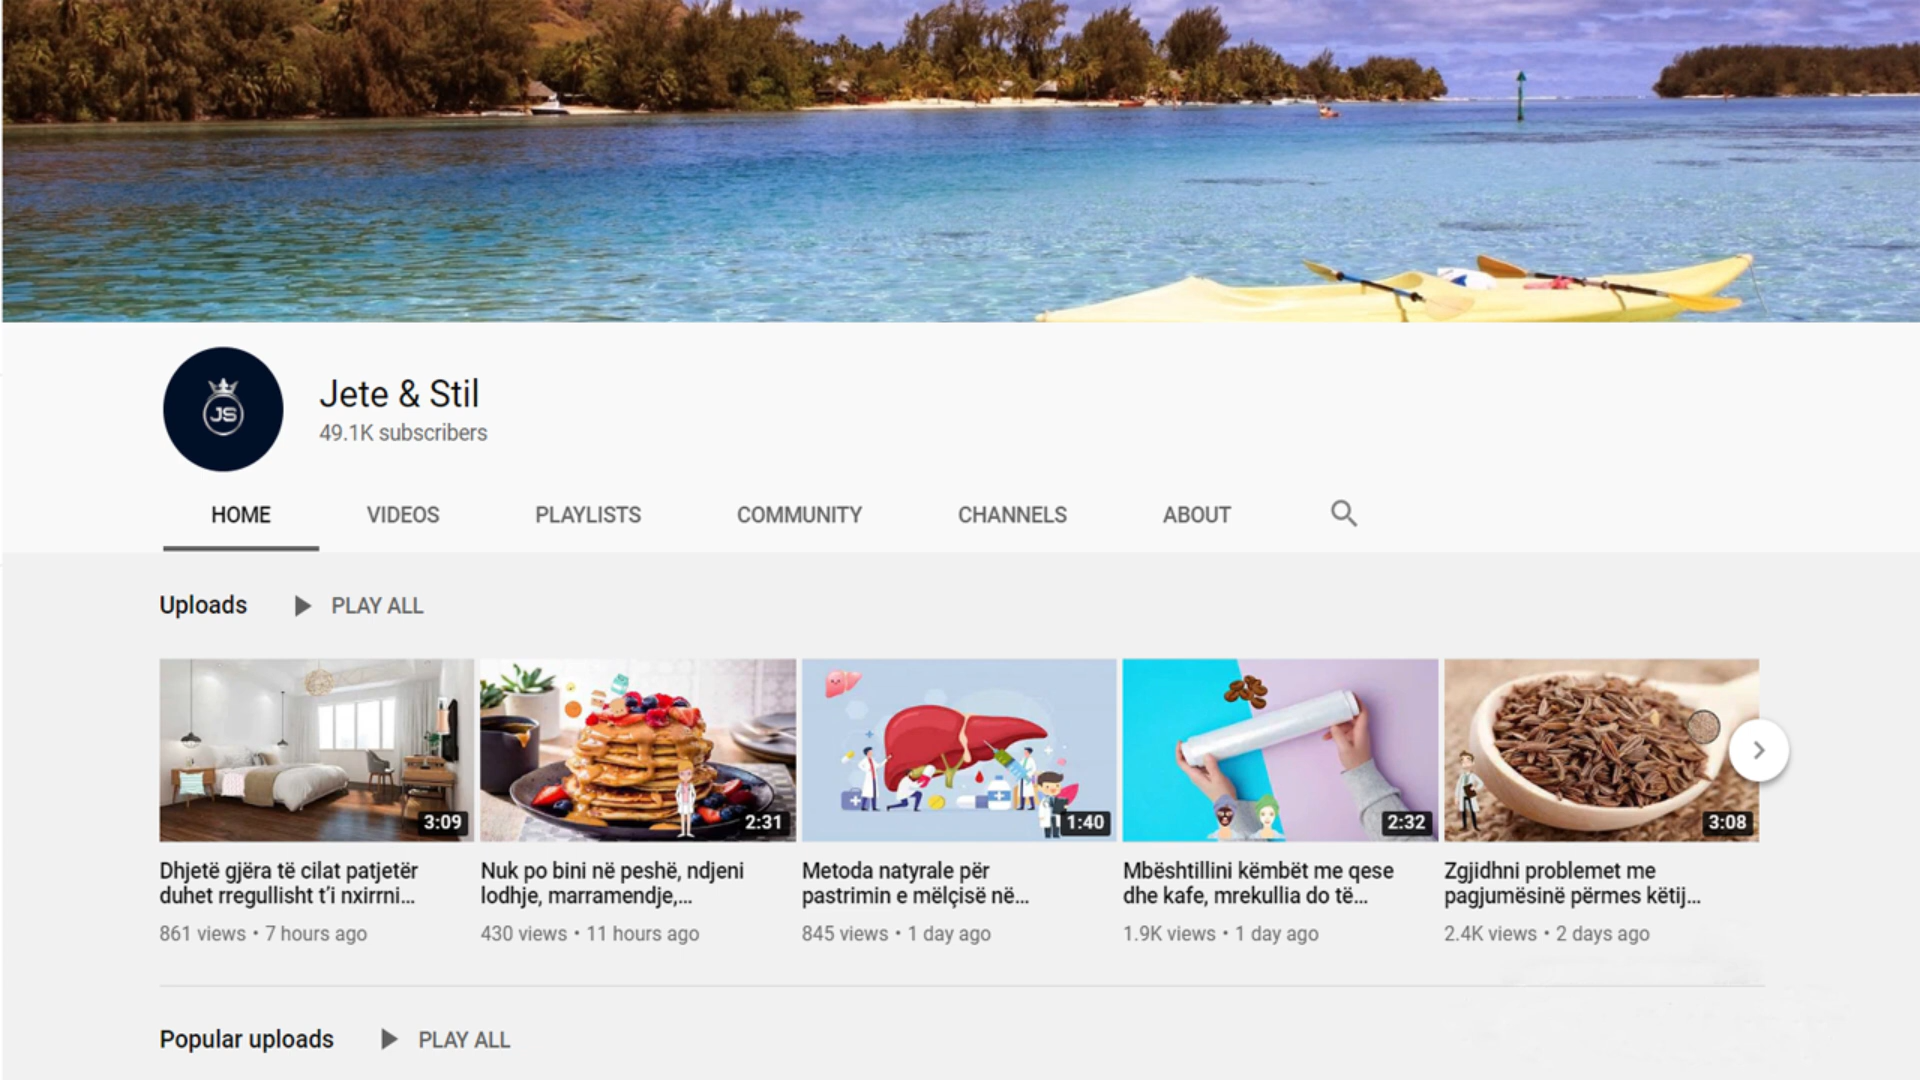 JS
Jete & Stil
49.1K subscribers
HOME VIDEOS PLAYLISTS COMMUNITY CHANNELS ABOUT
Uploads PLAY ALL
3:09 2:31 1:40 2:32 3:08
Dhjetë gjëra të cilat patjetër
duhet rregullisht t’i nxirrni...
861 views • 7 hours ago
Nuk po bini në peshë, ndjeni
lodhje, marramendje,...
430 views • 11 hours ago
Metoda natyrale për
pastrimin e mëlçisë në...
845 views • 1 day ago
Mbështillini këmbët me qese
dhe kafe, mrekullia do të...
1.9K views • 1 day ago
Zgjidhni problemet me
pagjumësinë përmes këtij...
2.4K views • 2 days ago
Popular uploads PLAY ALL